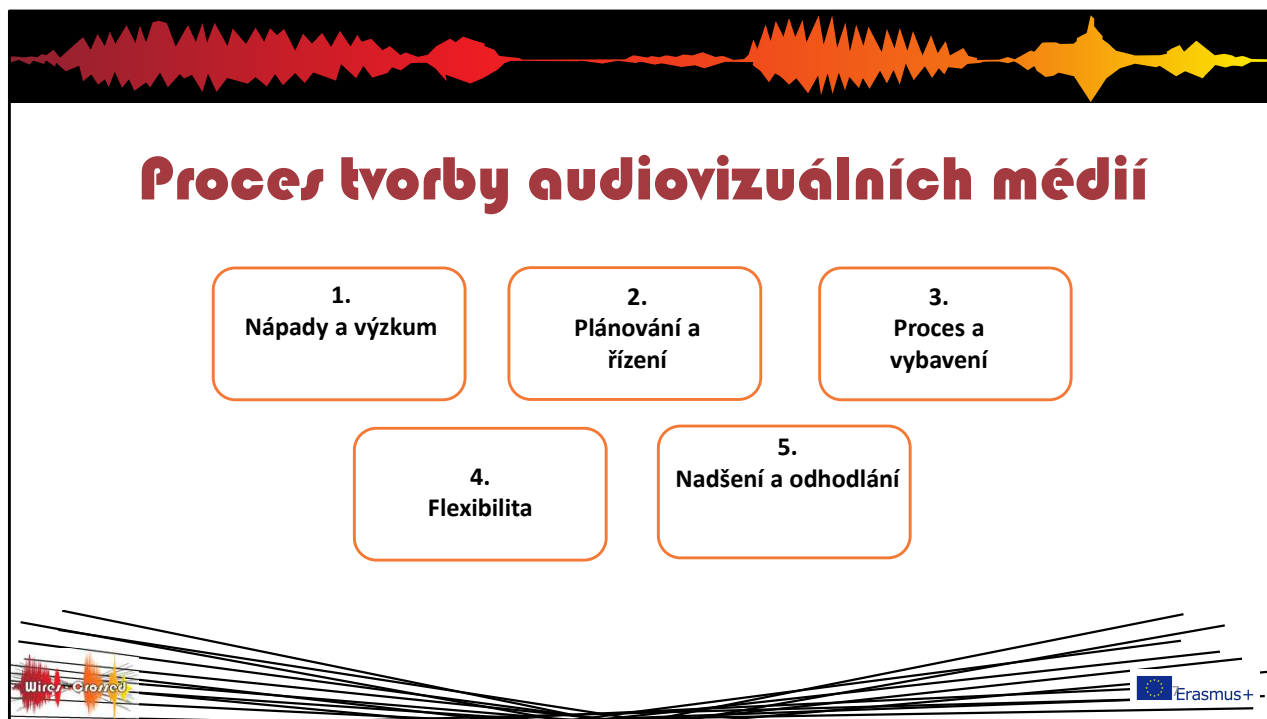 Proces tvorby audiovizuálních médií
1.
Nápady a výzkum
2.
Plánování a
řízení
3.
Proces a
vybavení
4.
Flexibilita
5.
Nadšení a odhodlání
Wires-Crossed
Erasmus+